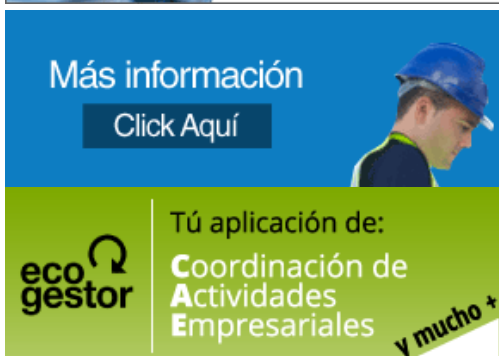 Más información
Click Aquí
eco
gestor
Tú aplicación de:
Coordinación de
Actividades
Empresariales
y mucho +